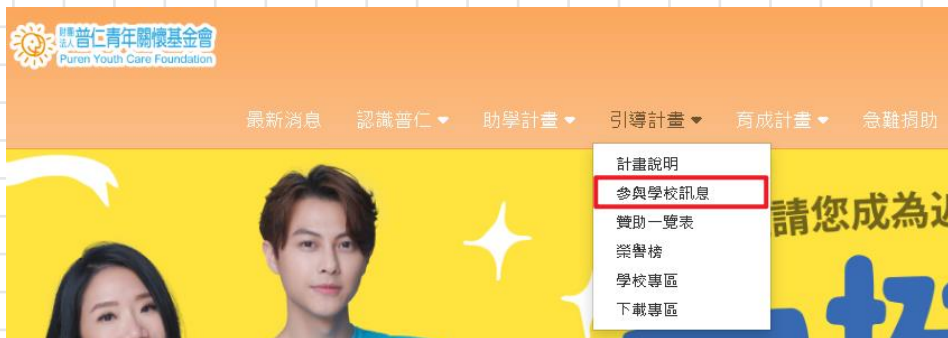 財團法人普仁青年關懷基金會
Puren Youth Care Foundation
最新消息 認識普仁 助學計畫 引導計畫 育成計畫 急難捐助
計畫說明
參與學校訊息
贊助一覽表
榮譽榜
學校專區
下載專區
請您成為